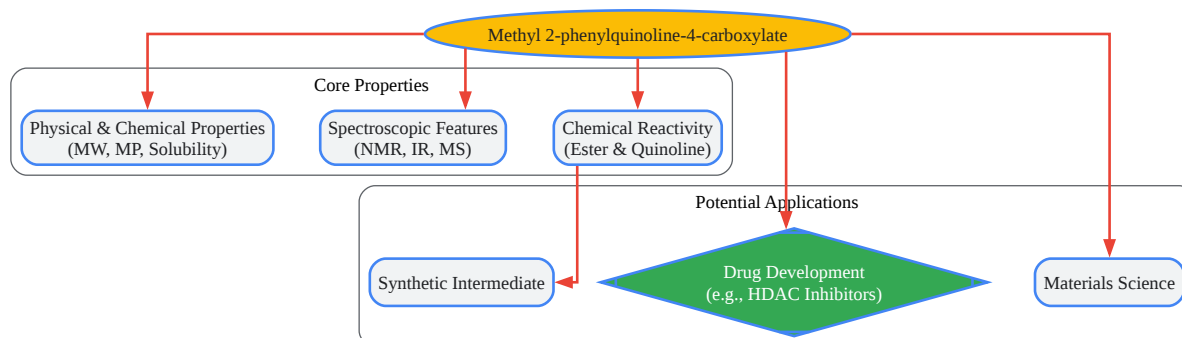 Methyl 2-phenylquinoline-4-carboxylate
Core Properties
Physical & Chemical Properties
(MW, MP, Solubility)
Spectroscopic Features
(NMR, IR, MS)
Chemical Reactivity
(Ester & Quinoline)
Potential Applications
Synthetic Intermediate
Drug Development
(e.g., HDAC Inhibitors)
Materials Science